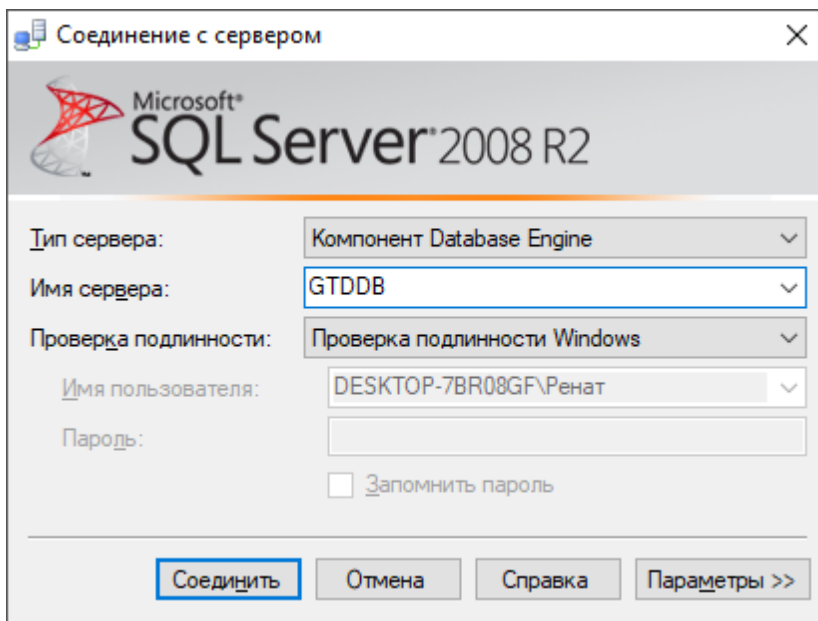 Соединение с сервером
Microsoft®
SQL Server® 2008 R2
Тип сервера: Компонент Database Engine
Имя сервера: GTDDB
Проверка подлинности: Проверка подлинности Windows
Имя пользователя: DESKTOP-7BR08GF\Ренат
Пароль:
Запомнить пароль
Соединить Отмена Справка Параметры >>